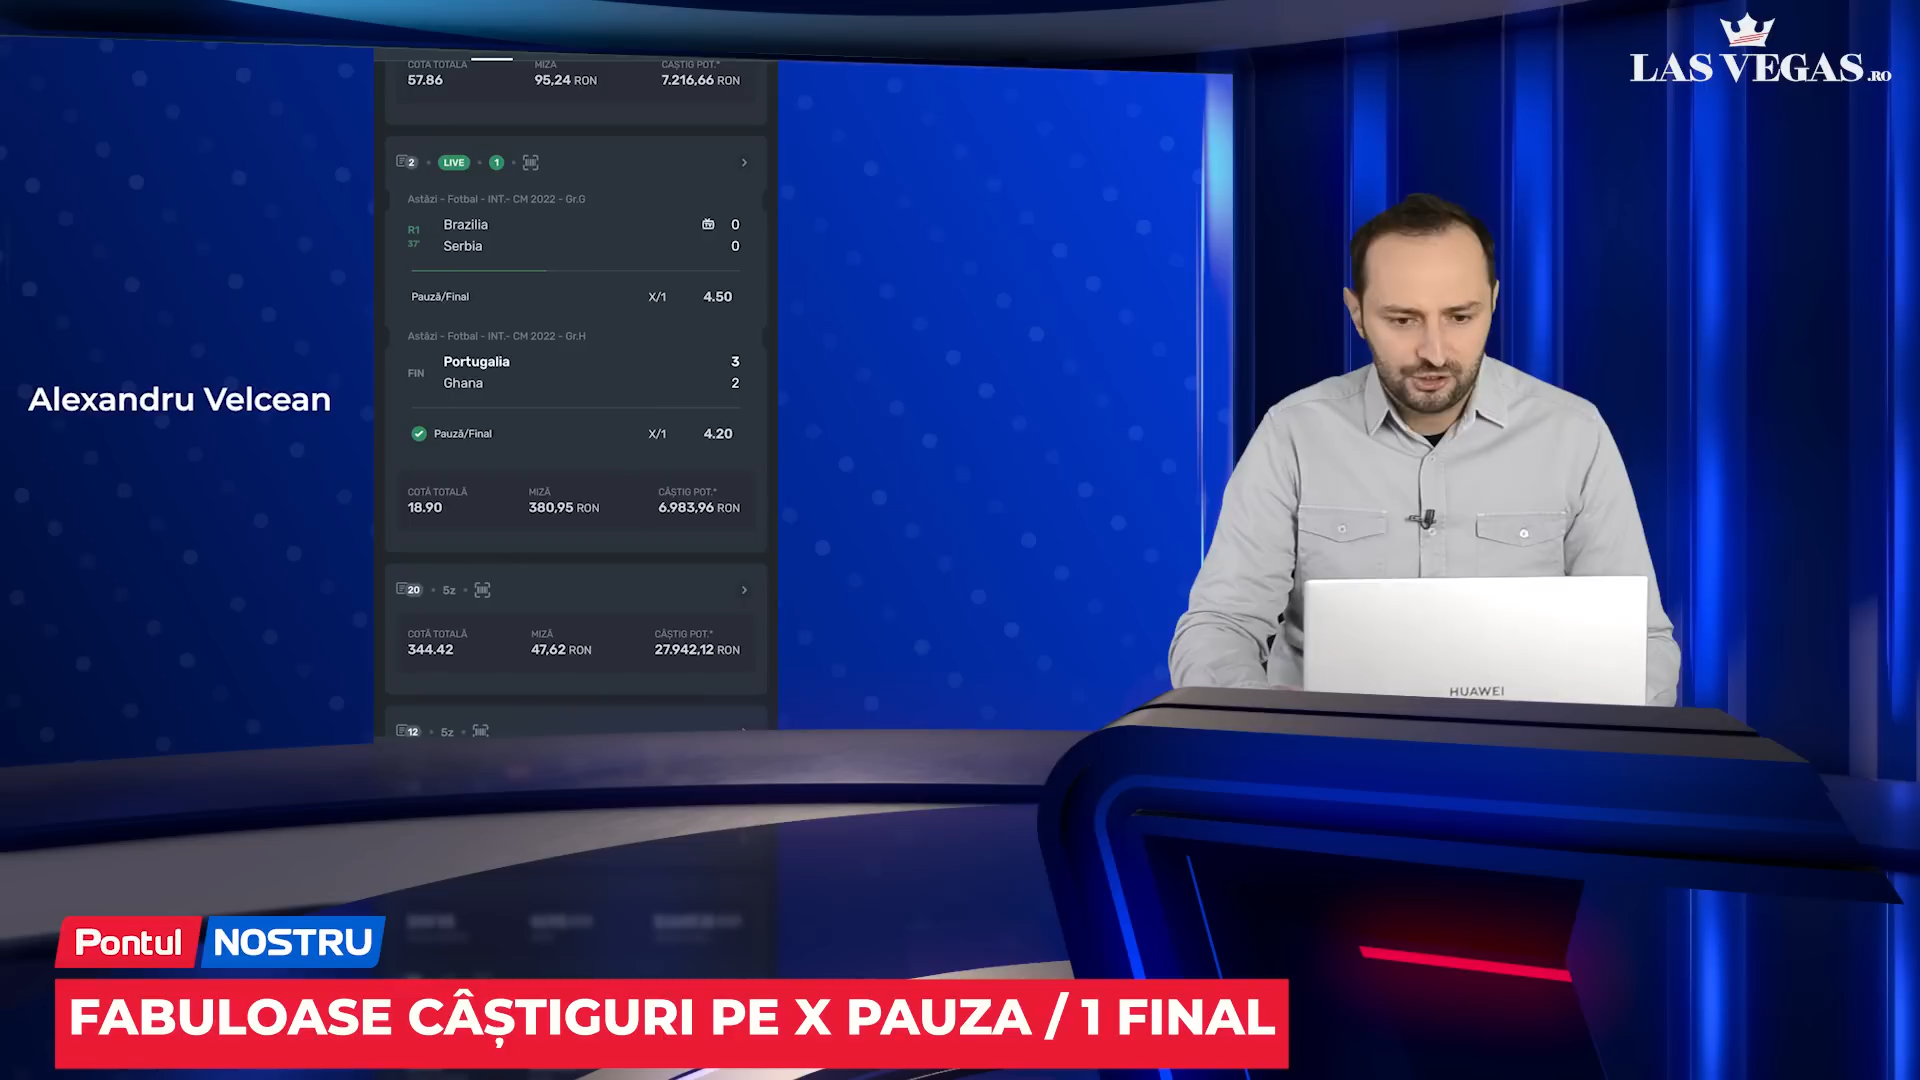 LAS VEGAS.RO
COTĂ TOTALĂ MIZĂ CÂȘTIG POT.*
57.86 95,24 RON 7.216,66 RON
2 • LIVE • 1
Astăzi - Fotbal - INT.- CM 2022 - Gr.G
R1 Brazilia 0
37' Serbia 0
Pauză/Final X/1 4.50
Astăzi - Fotbal - INT.- CM 2022 - Gr.H
FIN Portugalia 3
Ghana 2
Pauză/Final X/1 4.20
COTĂ TOTALĂ MIZĂ CÂȘTIG POT.*
18.90 380,95 RON 6.983,96 RON
20 • 5z
COTĂ TOTALĂ MIZĂ CÂȘTIG POT.*
344.42 47,62 RON 27.942,12 RON
12 • 5z
Alexandru Velcean
HUAWEI
Pontul NOSTRU
FABULOASE CÂȘTIGURI PE X PAUZA / 1 FINAL